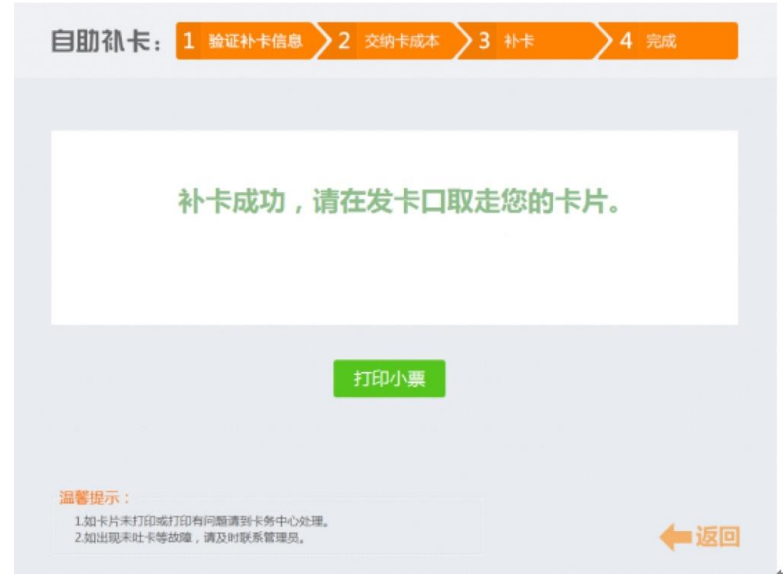 自助补卡：  1 验证补卡信息  2 交纳卡成本  3 补卡  4 完成
补卡成功，请在发卡口取走您的卡片。
打印小票
温馨提示：
1.如卡片未打印或打印有问题请到卡务中心处理。
2.如出现未吐卡等故障，请及时联系管理员。
返回